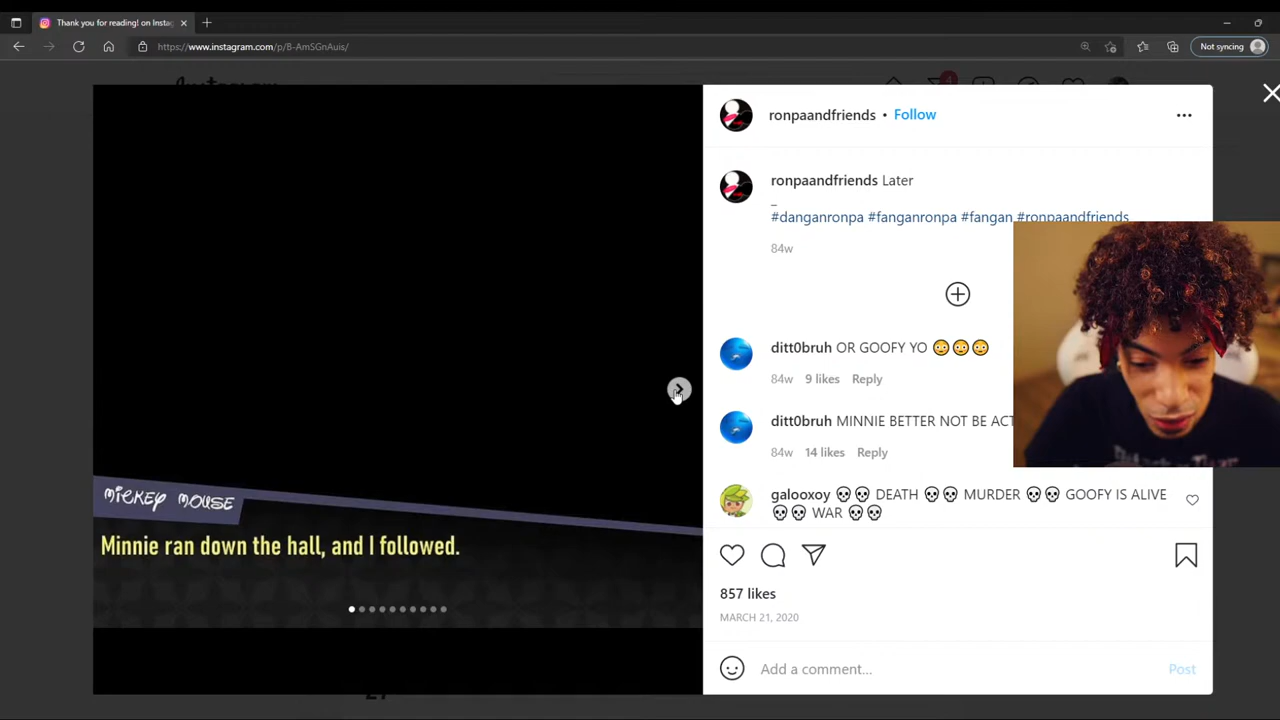 Thank you for reading! on Insta
https://www.instagram.com/p/B-AmSGnAuis/
Not syncing
Instagram
4
ronpaandfriends • Follow
ronpaandfriends Later
_
#danganronpa #fanganronpa #fangan #ronpaandfriends
84w
ditt0bruh OR GOOFY YO 😳😳😳
84w 9 likes Reply
ditt0bruh MINNIE BETTER NOT BE ACT
84w 14 likes Reply
galooxoy 💀💀 DEATH 💀💀 MURDER 💀💀 GOOFY IS ALIVE
💀💀 WAR 💀💀
MICKEY MOUSE
Minnie ran down the hall, and I followed.
857 likes
MARCH 21, 2020
Add a comment...
Post